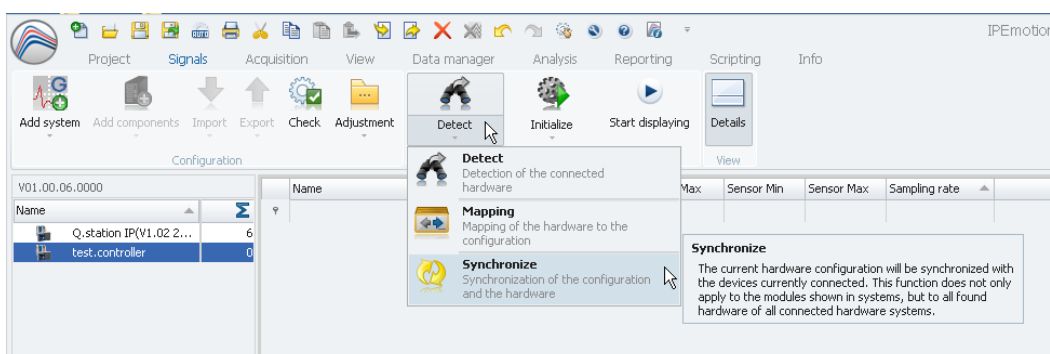 IPEmotion
Project Signals Acquisition View Data manager Analysis Reporting Scripting Info
Add system Add components Import Export Check Adjustment Detect Initialize Start displaying Details
Configuration View
V01.00.06.0000
Name Name Max Sensor Min Sensor Max Sampling rate
Q.station IP(V1.02 2... 6
test.controller 0
Detect
Detection of the connected
hardware
Mapping
Mapping of the hardware to the
configuration
Synchronize
Synchronization of the configuration
and the hardware
Synchronize
The current hardware configuration will be synchronized with
the devices currently connected. This function does not only
apply to the modules shown in systems, but to all found
hardware of all connected hardware systems.